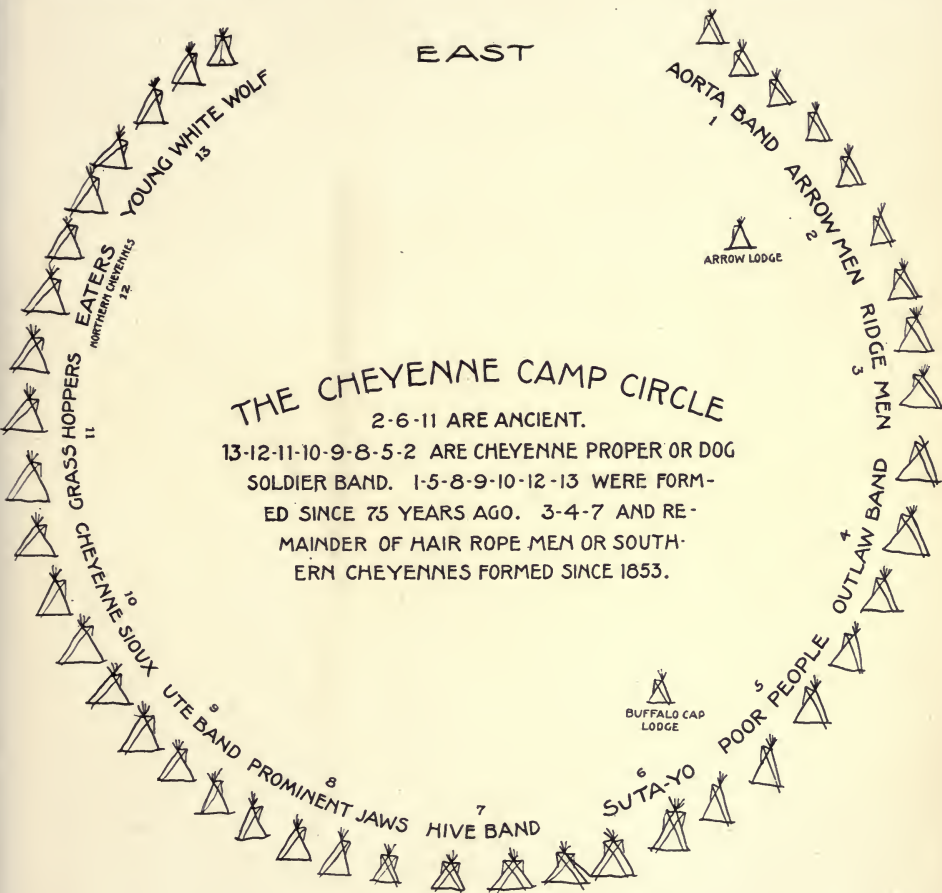 EAST
AORTA BAND
1
ARROW MEN
2
ARROW LODGE
RIDGE MEN
3
OUTLAW BAND
4
POOR PEOPLE
5
BUFFALO CAP
LODGE
SUTA-YO
6
HIVE BAND
7
PROMINENT JAWS
8
UTE BAND
9
CHEYENNE SIOUX
10
GRASS HOPPERS
11
EATERS
NORTHERN CHEYENNES
12
YOUNG WHITE WOLF
13
THE CHEYENNE CAMP CIRCLE
2-6-11 ARE ANCIENT.
13-12-11-10-9-8-5-2 ARE CHEYENNE PROPER OR DOG
SOLDIER BAND. 1-5-8-9-10-12-13 WERE FORM-
ED SINCE 75 YEARS AGO. 3-4-7 AND RE-
MAINDER OF HAIR ROPE MEN OR SOUTH-
ERN CHEYENNES FORMED SINCE 1853.